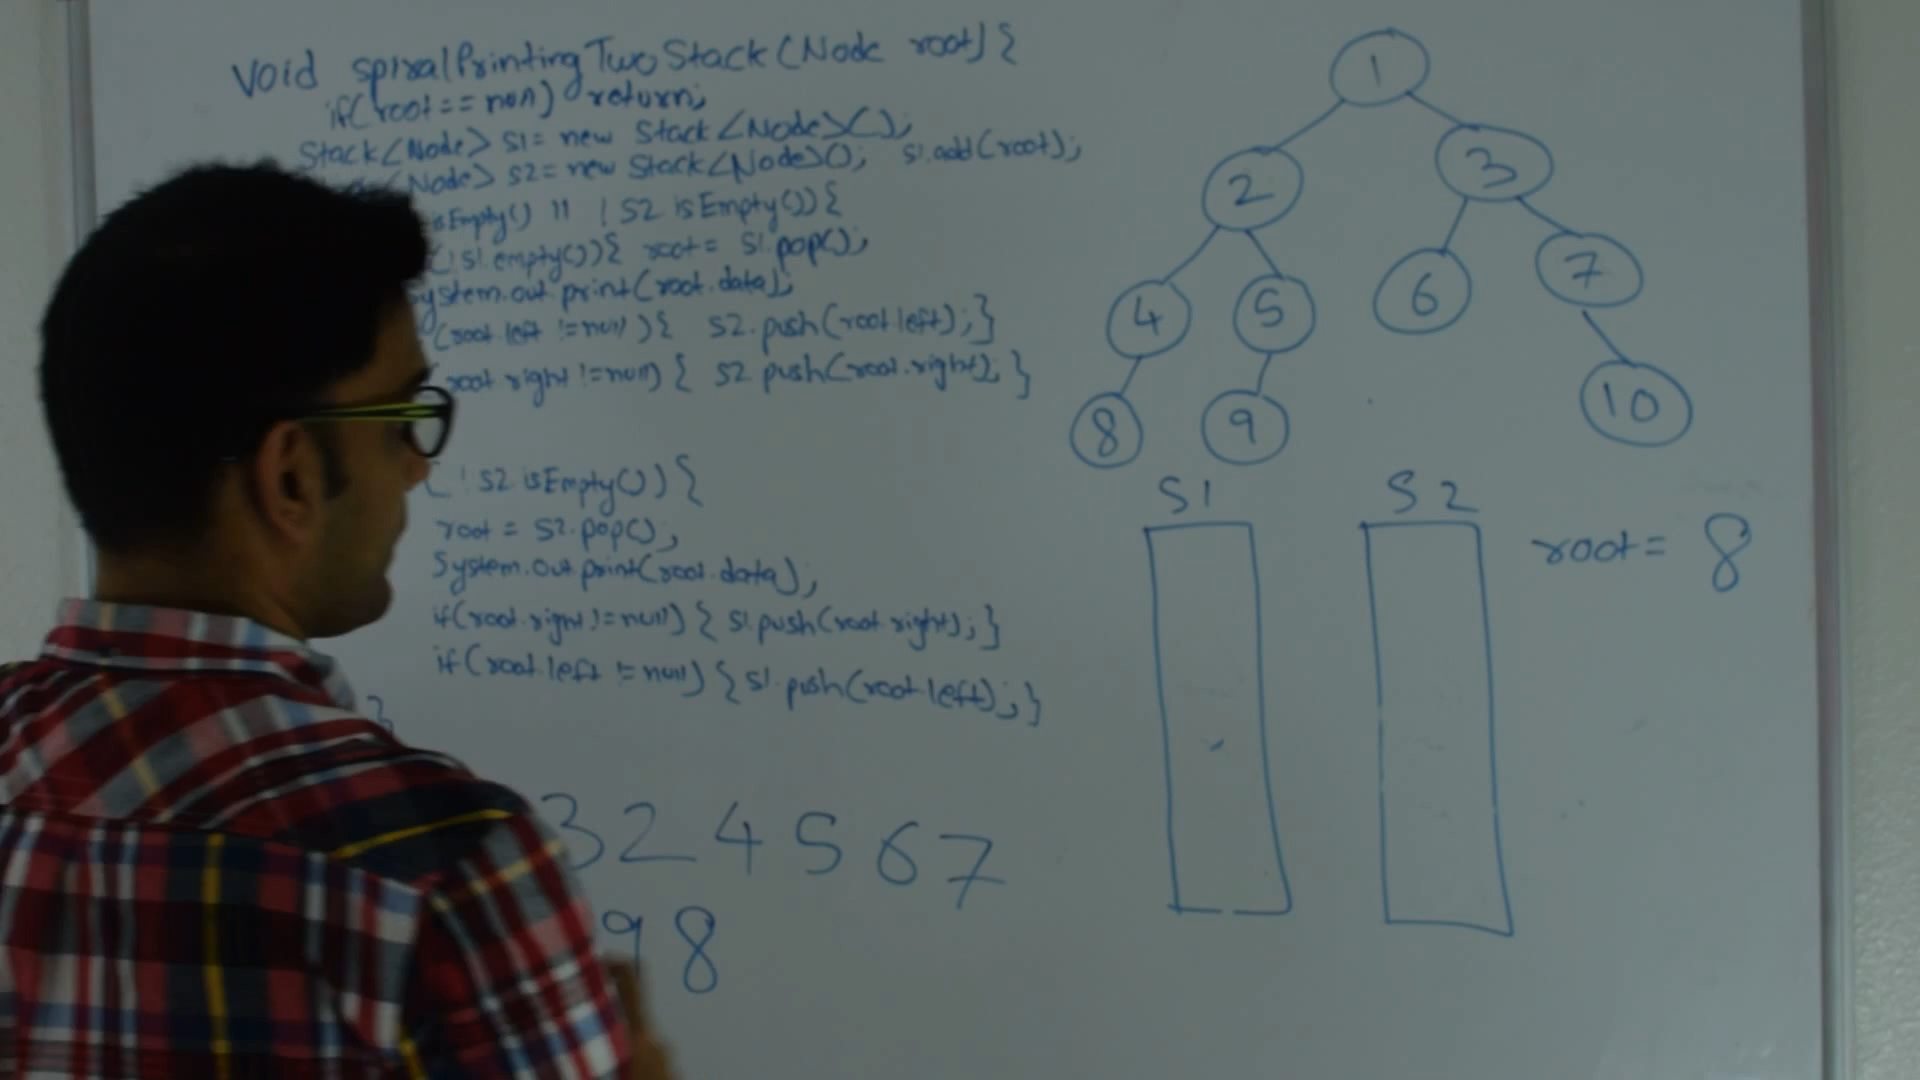 void spiralPrintingTwoStack(Node root){
if(root==null) return;
Stack<Node> s1= new Stack<Node>();
<Node> s2= new Stack<Node>(); s1.add(root);
isEmpty() || !s2 isEmpty()){
(!s1.empty()){ root= s1.pop();
ystem.out.print(root.data);
(root.left !=null){ s2.push(root.left);}
(root right !=null) { s2 push(root.right);}
(!s2 isEmpty()){
root = s2.pop();
System.out.print(root.data);
if(root.right !=null) { s1.push(root.right);}
if(root.left !=null) {s1.push(root.left);}
}
3 2 4 5 6 7
9 8
1
2 3
4 5 6 7
8 9 10
S1 S2
root= 8